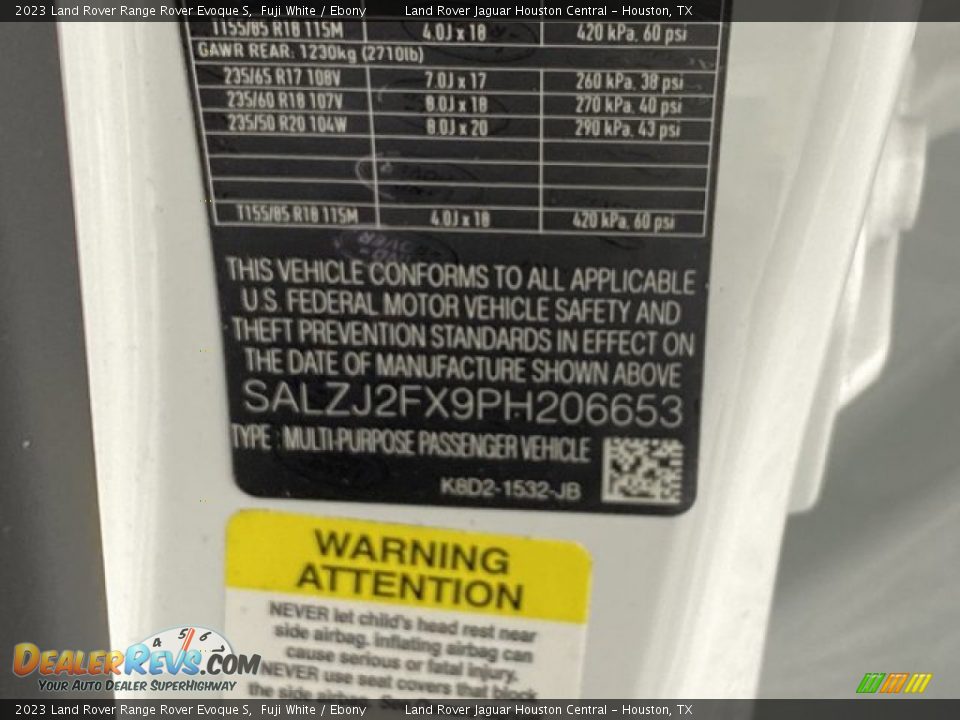 2023 Land Rover Range Rover Evoque S, Fuji White / Ebony Land Rover Jaguar Houston Central - Houston, TX
T155/85 R18 115M 4.0J x 18 420 kPa, 60 psi
GAWR REAR: 1230kg (2710lb)
235/65 R17 108V 7.0J x 17 260 kPa, 38 psi
235/60 R18 107V 8.0J x 18 270 kPa, 40 psi
235/50 R20 104W 8.0J x 20 290 kPa, 43 psi
T155/85 R18 115M 4.0J x 18 420 kPa, 60 psi
THIS VEHICLE CONFORMS TO ALL APPLICABLE
U.S. FEDERAL MOTOR VEHICLE SAFETY AND
THEFT PREVENTION STANDARDS IN EFFECT ON
THE DATE OF MANUFACTURE SHOWN ABOVE
SALZJ2FX9PH206653
TYPE : MULTI-PURPOSE PASSENGER VEHICLE
K8D2-1532-JB
WARNING
ATTENTION
NEVER let child's head rest near
side airbag, inflating airbag can
cause serious or fatal injury.
NEVER use seat covers that block
the side
4 5 6
DEALERREVS.COM
YOUR AUTO DEALER SUPERHIGHWAY
2023 Land Rover Range Rover Evoque S, Fuji White / Ebony Land Rover Jaguar Houston Central - Houston, TX